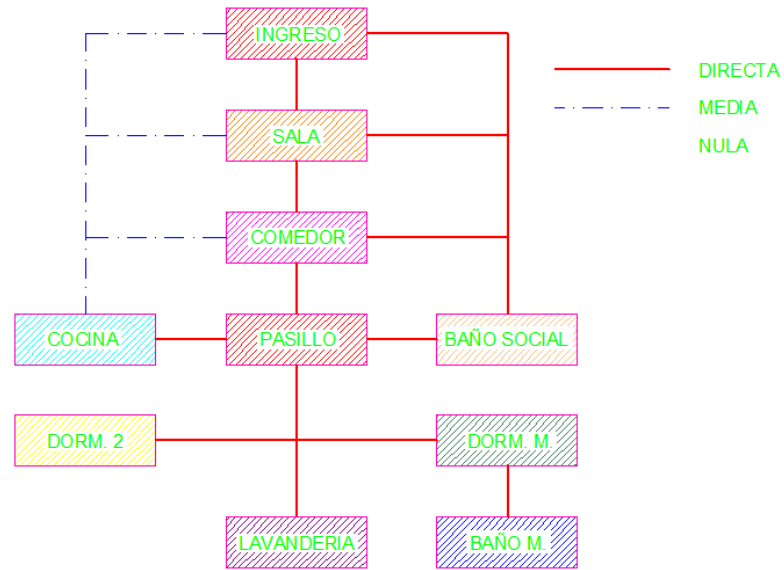 INGRESO
DIRECTA
MEDIA
SALA
NULA
COMEDOR
COCINA
PASILLO
BAÑO SOCIAL
DORM. 2
DORM. M.
LAVANDERIA
BAÑO M.